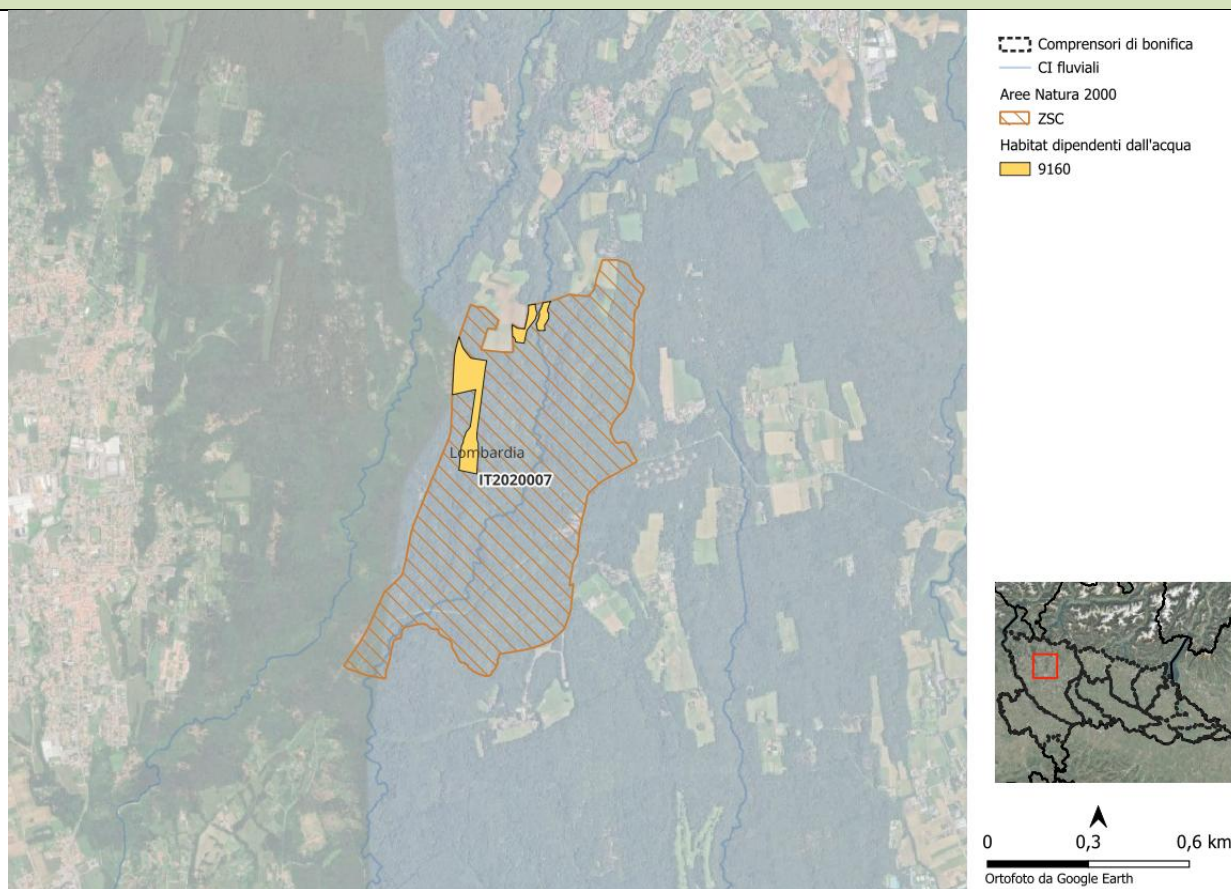 Comprensori di bonifica
CI fluviali
Aree Natura 2000
ZSC
Habitat dipendenti dall'acqua
9160
Lombardia
IT2020007
0 0,3 0,6 km
Ortofoto da Google Earth